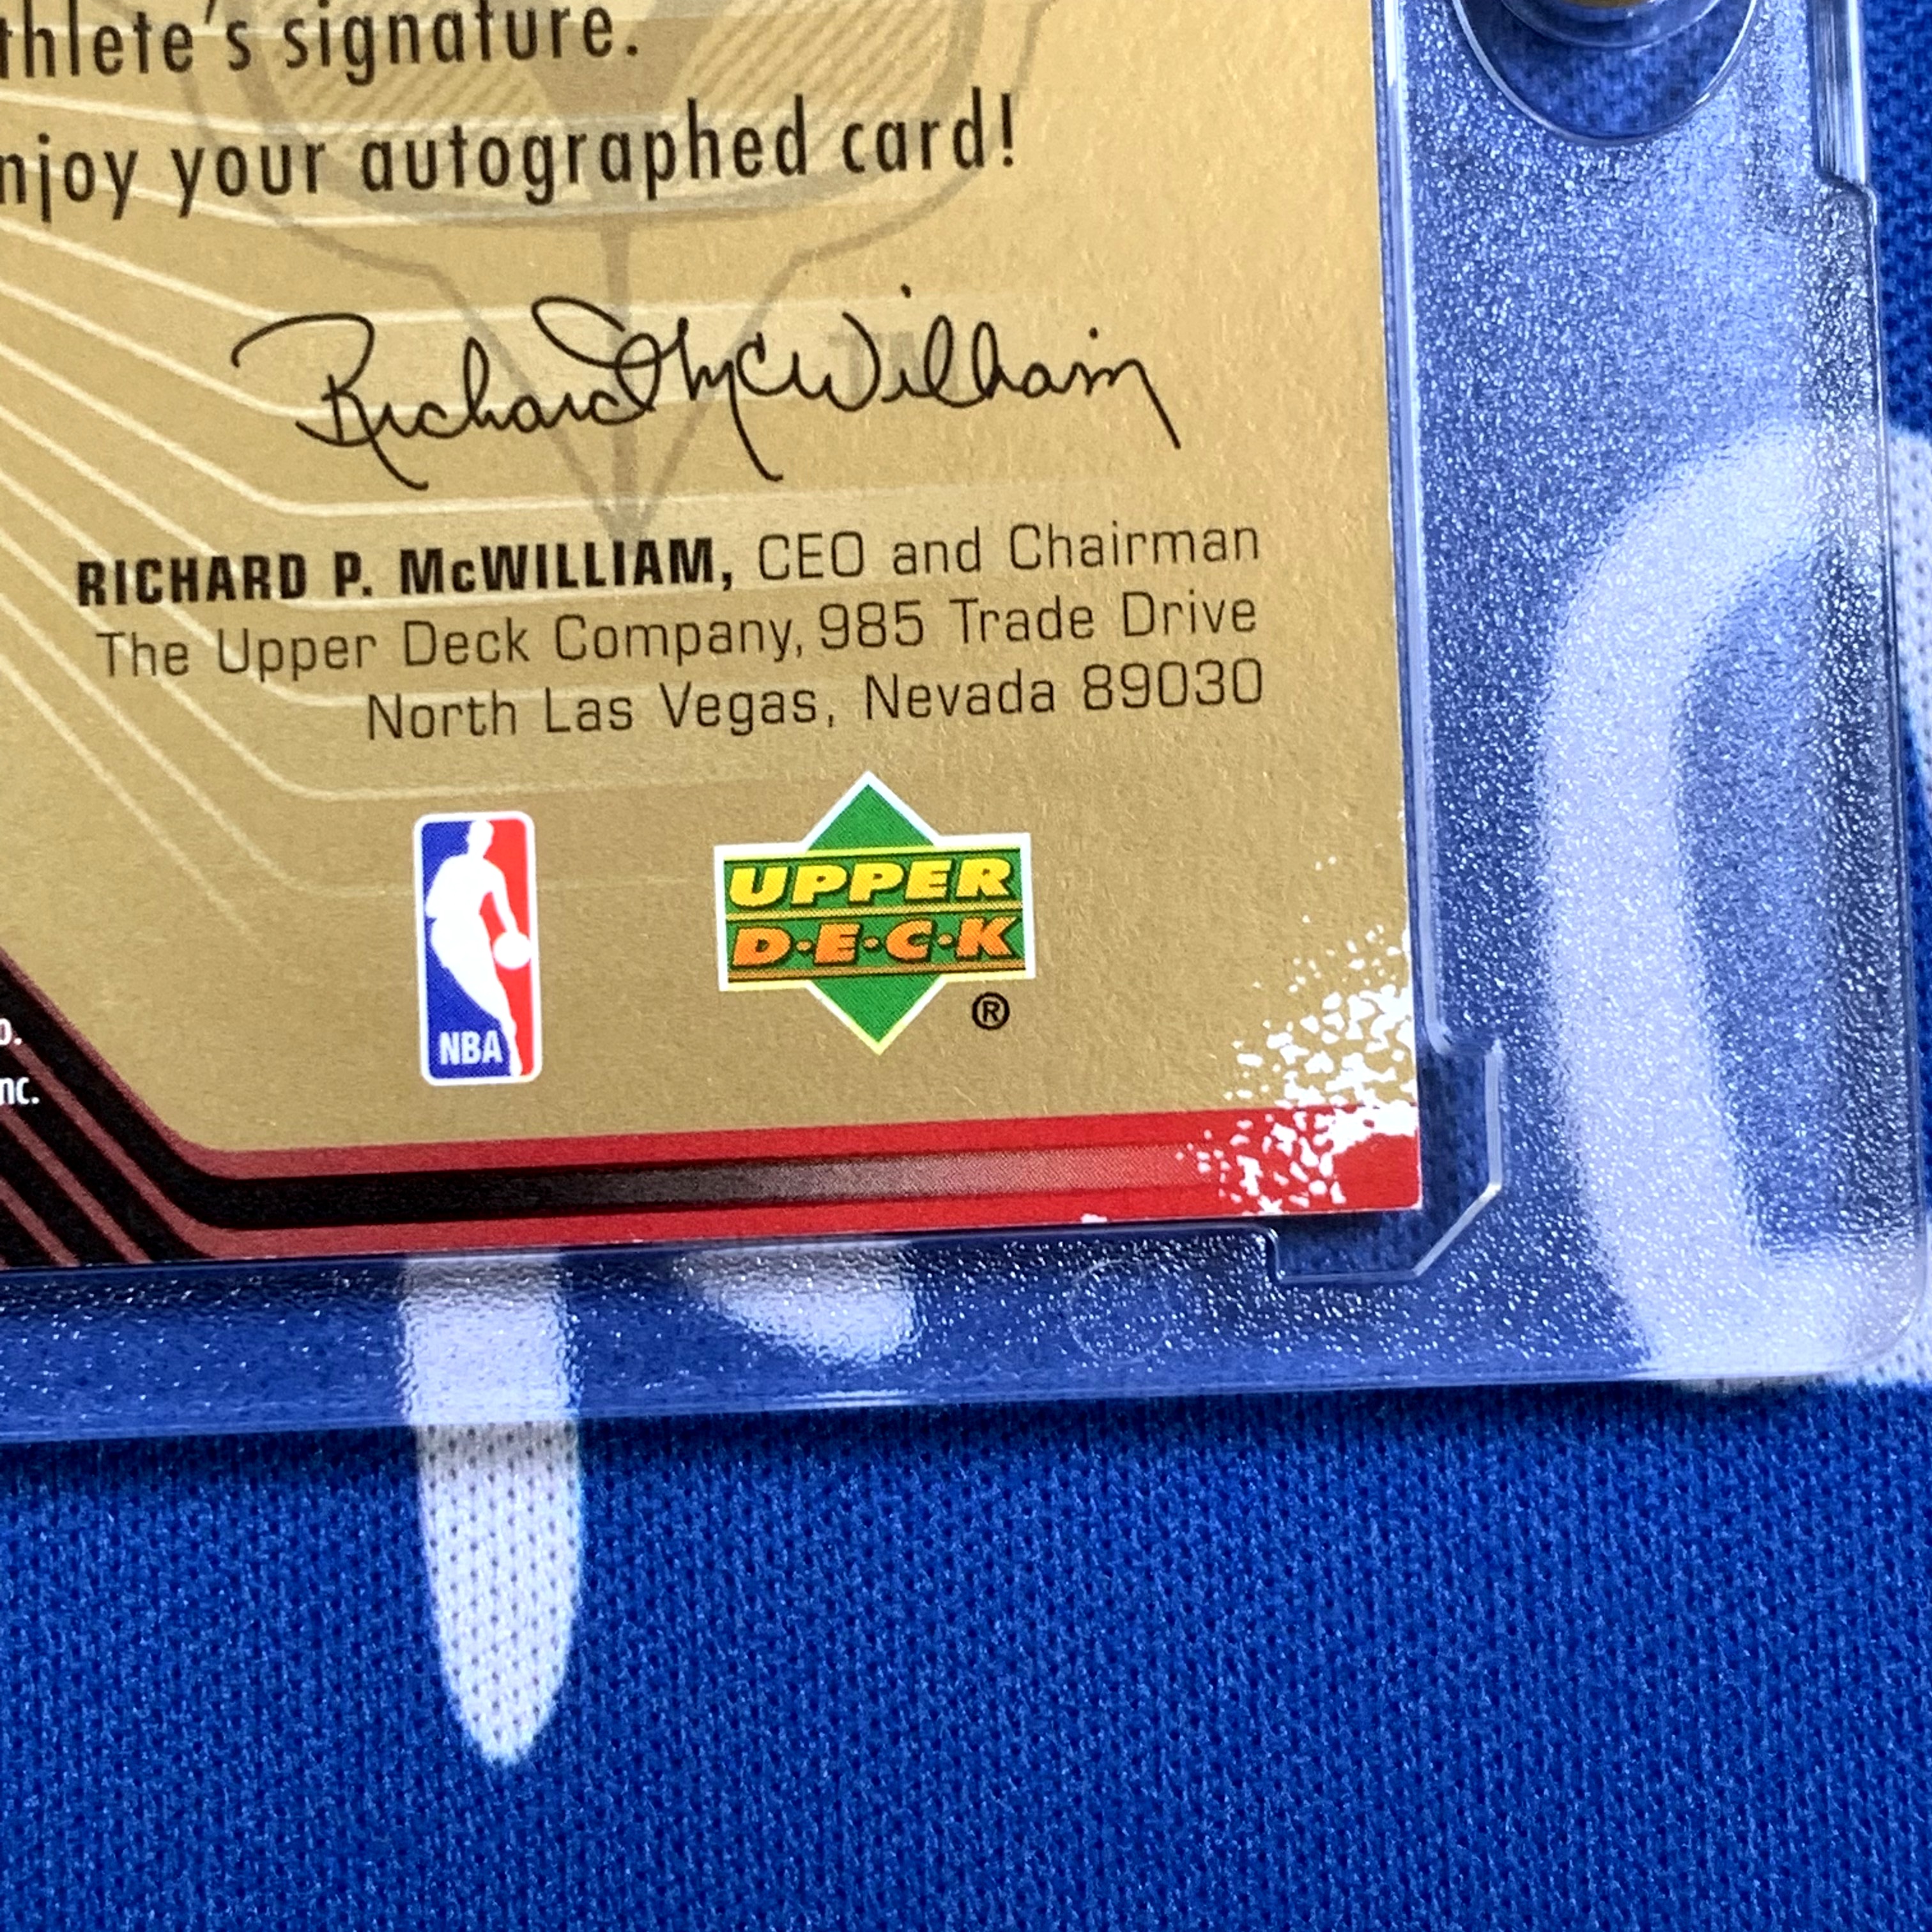 thlete's signature.
njoy your autographed card!
Richard McWilliam
RICHARD P. McWILLIAM, CEO and Chairman
The Upper Deck Company, 985 Trade Drive
North Las Vegas, Nevada 89030
UPPER
D·E·C·K
®
NBA
o.
nc.